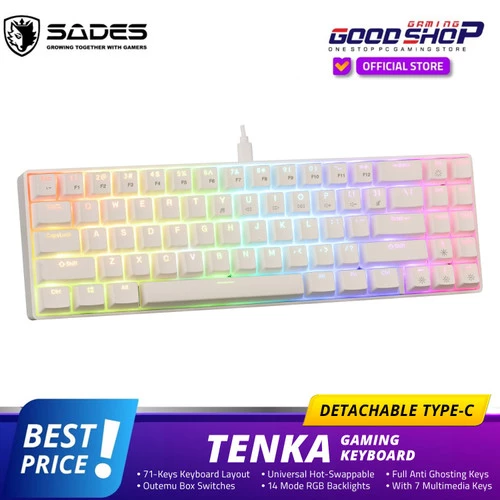 SADES
GROWING TOGETHER WITH GAMERS
GAMING
GOODSHOP
ONE STOP PC GAMING STORE
OFFICIAL STORE
DETACHABLE TYPE-C
BEST
PRICE!
TENKA GAMING
KEYBOARD
• 71-Keys Keyboard Layout
• Universal Hot-Swappable
• Full Anti Ghosting Keys
• Outemu Box Switches
• 14 Mode RGB Backlights
• With 7 Multimedia Keys